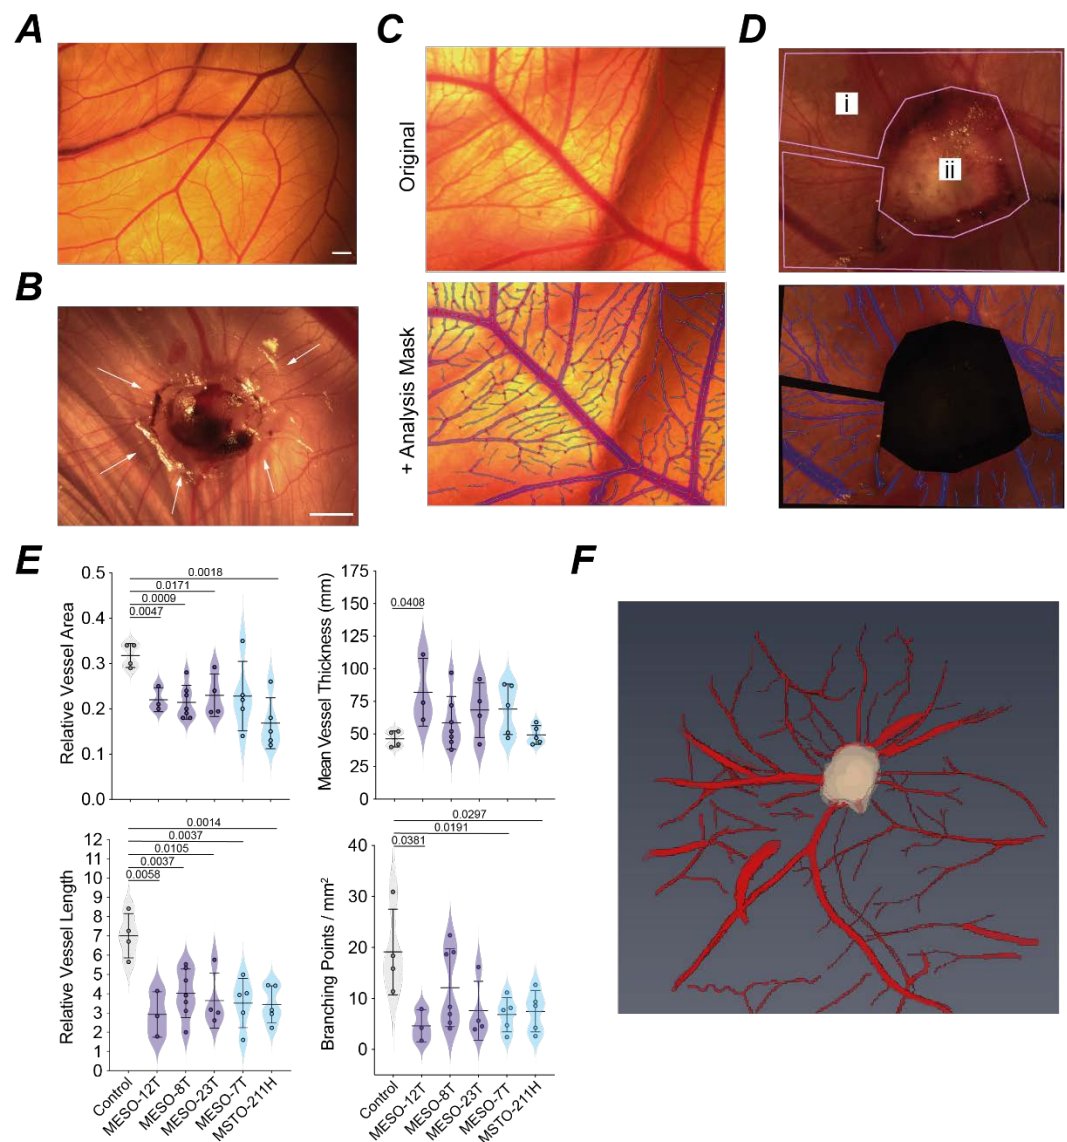 A
B
C
Original
+ Analysis Mask
D
i
ii
E
Relative Vessel Area
0.5
0.4
0.3
0.2
0.1
0.0
0.0018
0.0171
0.0009
0.0047
Mean Vessel Thickness (mm)
175
150
125
100
75
50
25
0
0.0408
Relative Vessel Length
12
11
10
9
8
7
6
5
4
3
2
1
0
0.0014
0.0037
0.0105
0.0037
0.0058
Control
MESO-12T
MESO-8T
MESO-23T
MESO-7T
MSTO-211H
Branching Points / mm²
40
30
20
10
0
0.0297
0.0191
0.0381
Control
MESO-12T
MESO-8T
MESO-23T
MESO-7T
MSTO-211H
F